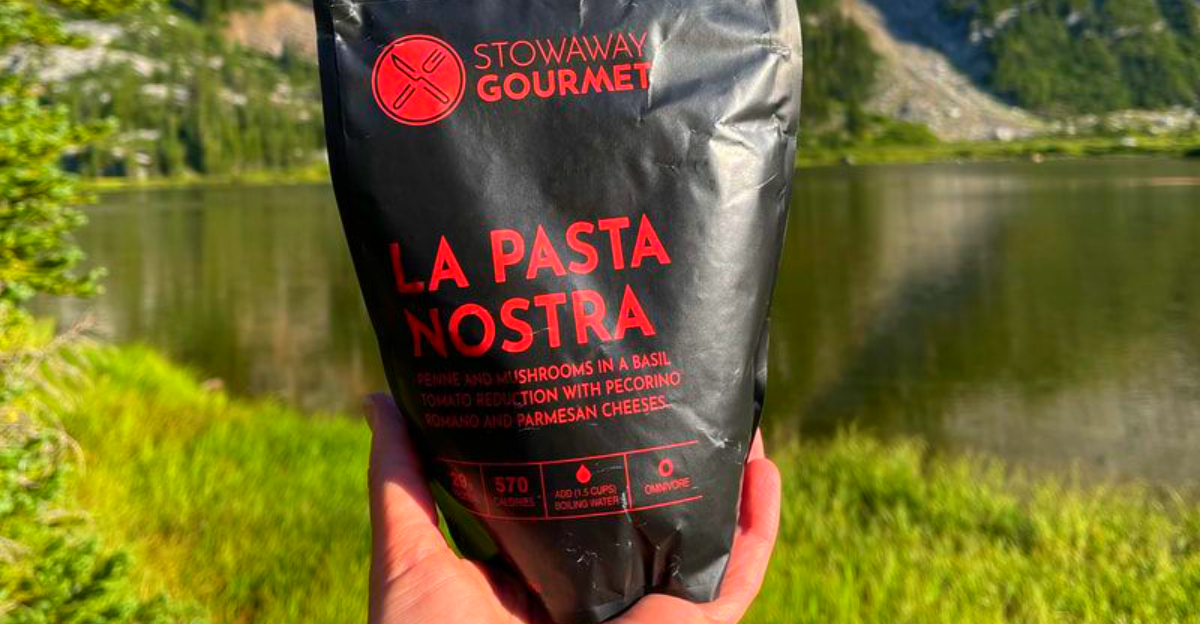 STOWAWAY
GOURMET
LA PASTA
NOSTRA
PENNE AND MUSHROOMS IN A BASIL
TOMATO REDUCTION WITH PECORINO
ROMANO AND PARMESAN CHEESES
570
CALORIES
ADD (1.5 CUPS)
BOILING WATER
OMNIVORE